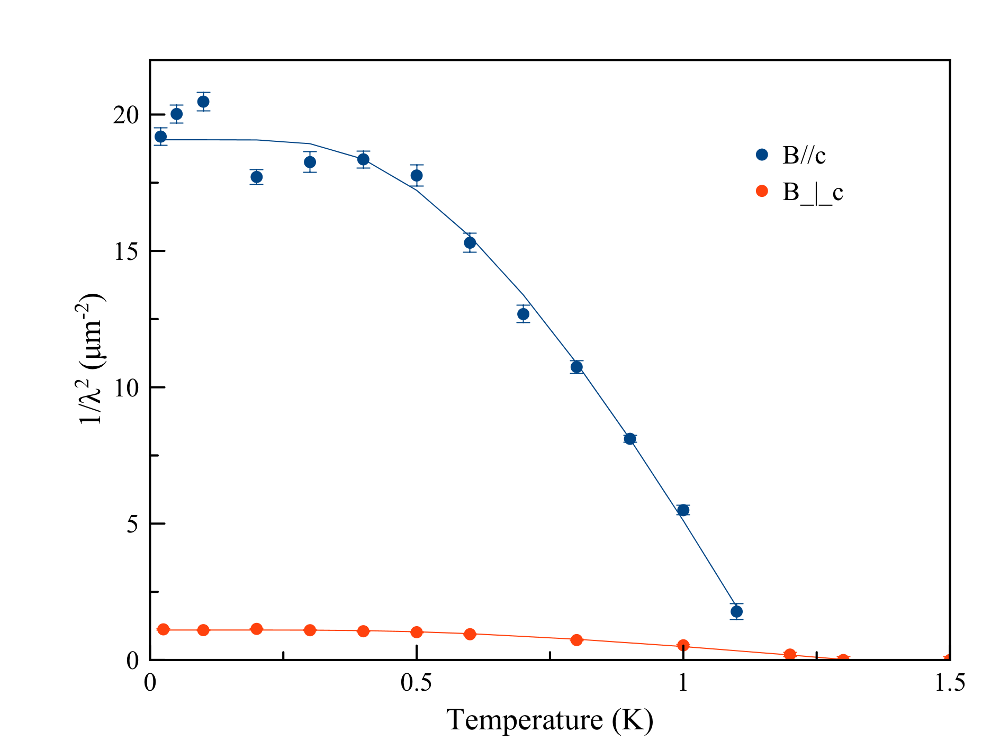 20
15
10
5
0
0 0.5 1 1.5
1/λ² (μm⁻²)
Temperature (K)
B//c
B_|_c